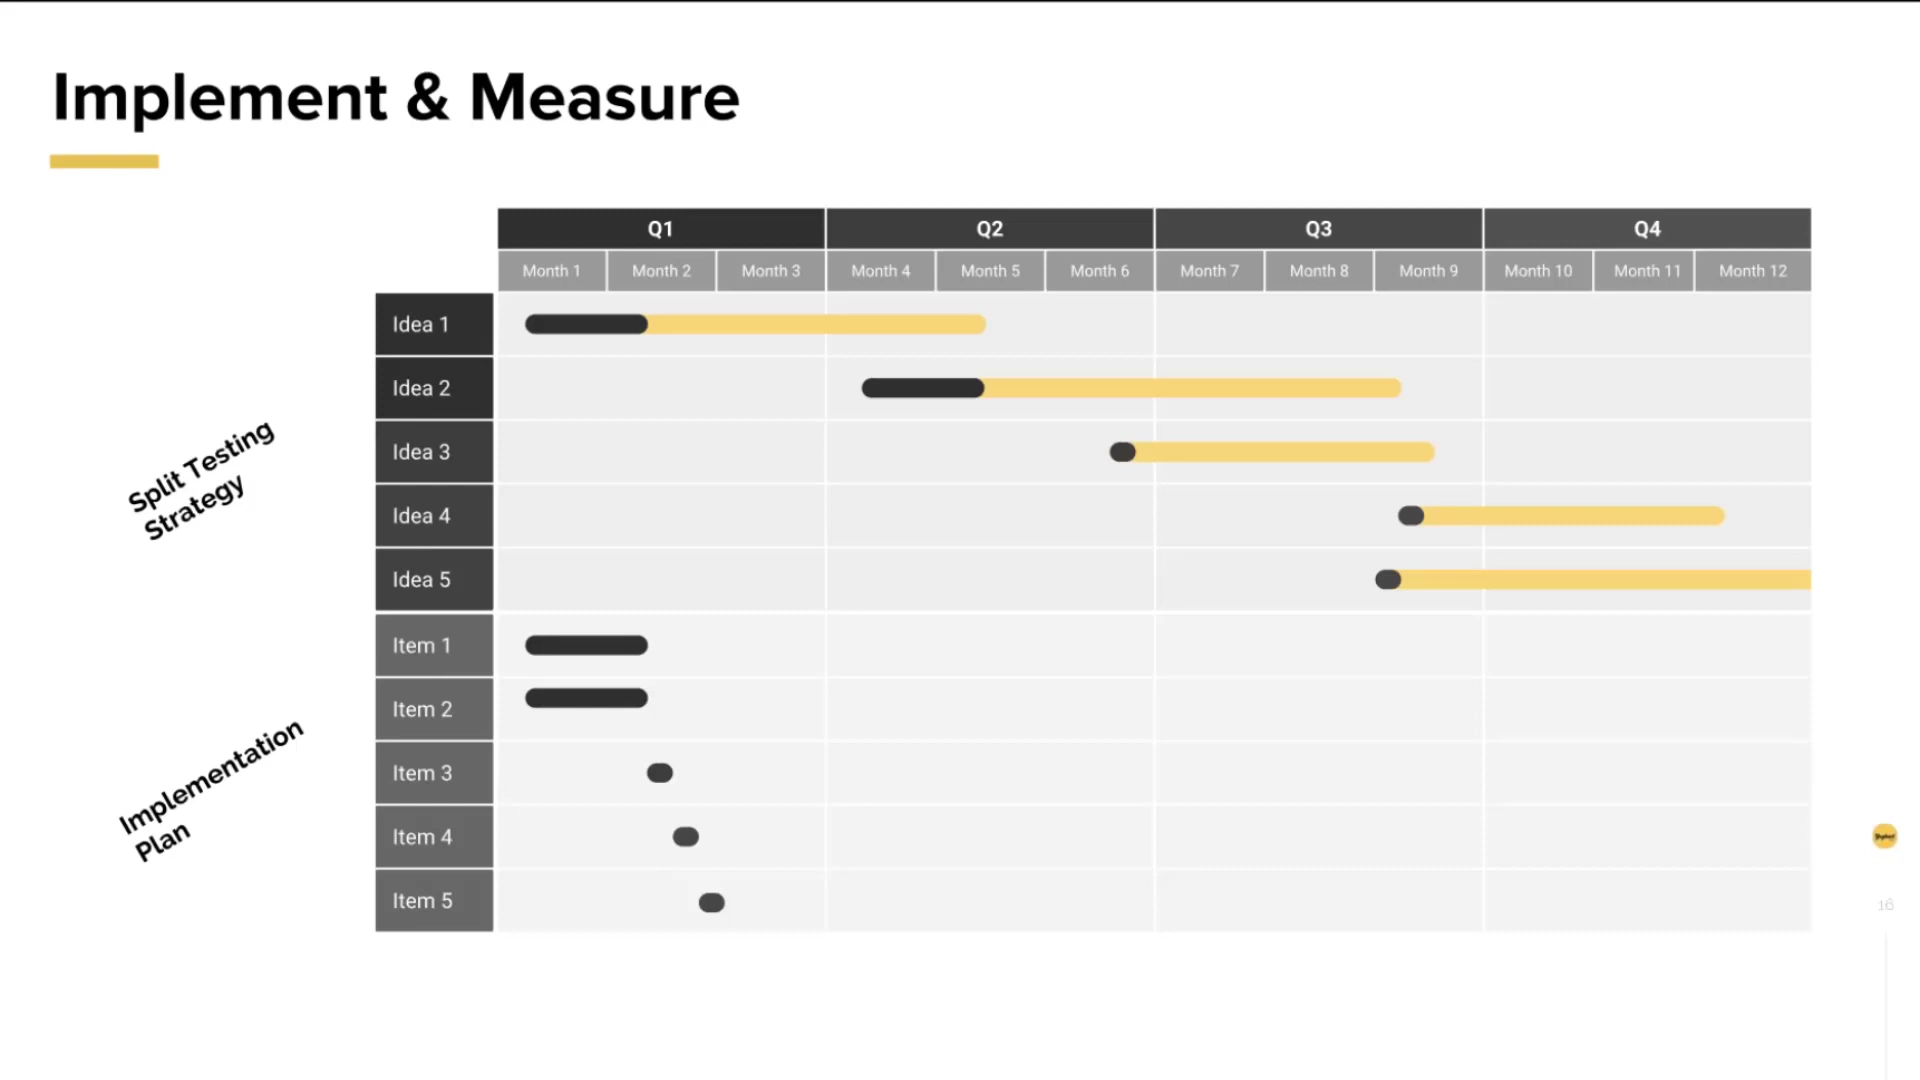 Implement & Measure
Q1 Q2 Q3 Q4
Month 1 Month 2 Month 3 Month 4 Month 5 Month 6 Month 7 Month 8 Month 9 Month 10 Month 11 Month 12
Split Testing
Strategy
Idea 1
Idea 2
Idea 3
Idea 4
Idea 5
Implementation
Plan
Item 1
Item 2
Item 3
Item 4
Item 5
16